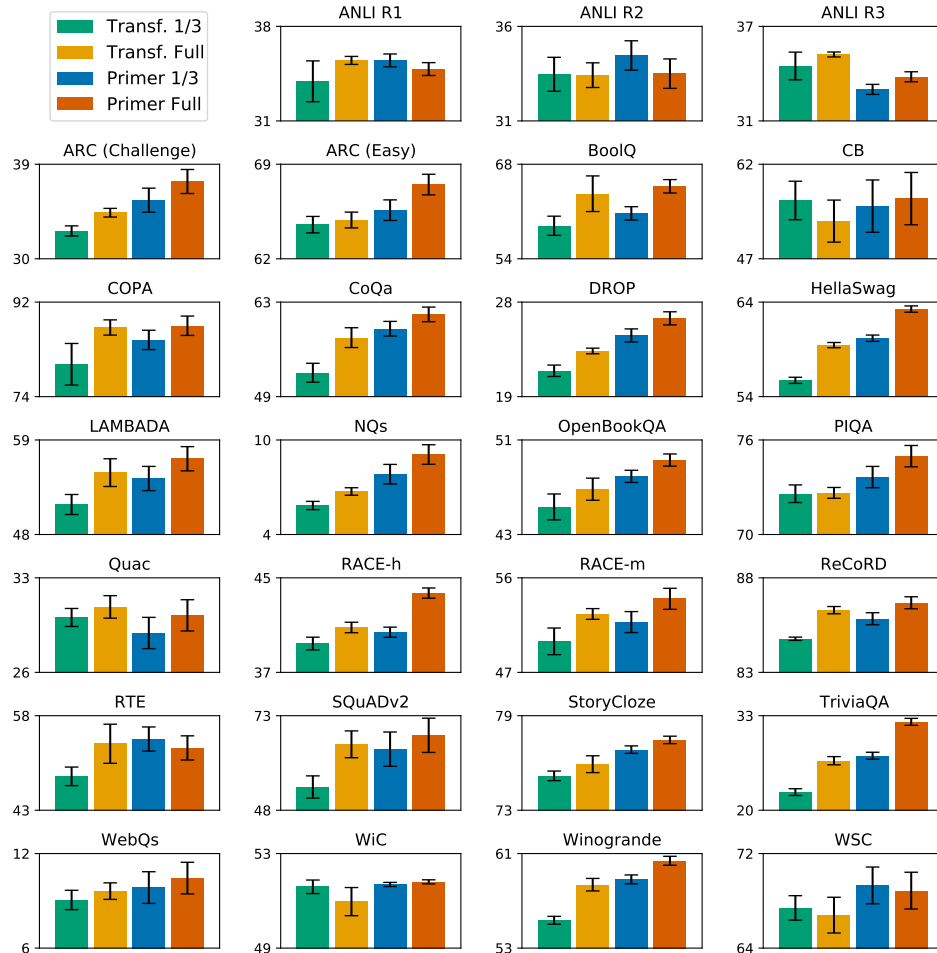 Transf. 1/3
Transf. Full
Primer 1/3
Primer Full
ANLI R1
38
31
ANLI R2
36
31
ANLI R3
37
31
ARC (Challenge)
39
30
ARC (Easy)
69
62
BoolQ
68
54
CB
62
47
COPA
92
74
CoQa
63
49
DROP
28
19
HellaSwag
64
54
LAMBADA
59
48
NQs
10
4
OpenBookQA
51
43
PIQA
76
70
Quac
33
26
RACE-h
45
37
RACE-m
56
47
ReCoRD
88
83
RTE
58
43
SQuADv2
73
48
StoryCloze
79
73
TriviaQA
33
20
WebQs
12
6
WiC
53
49
Winogrande
61
53
WSC
72
64